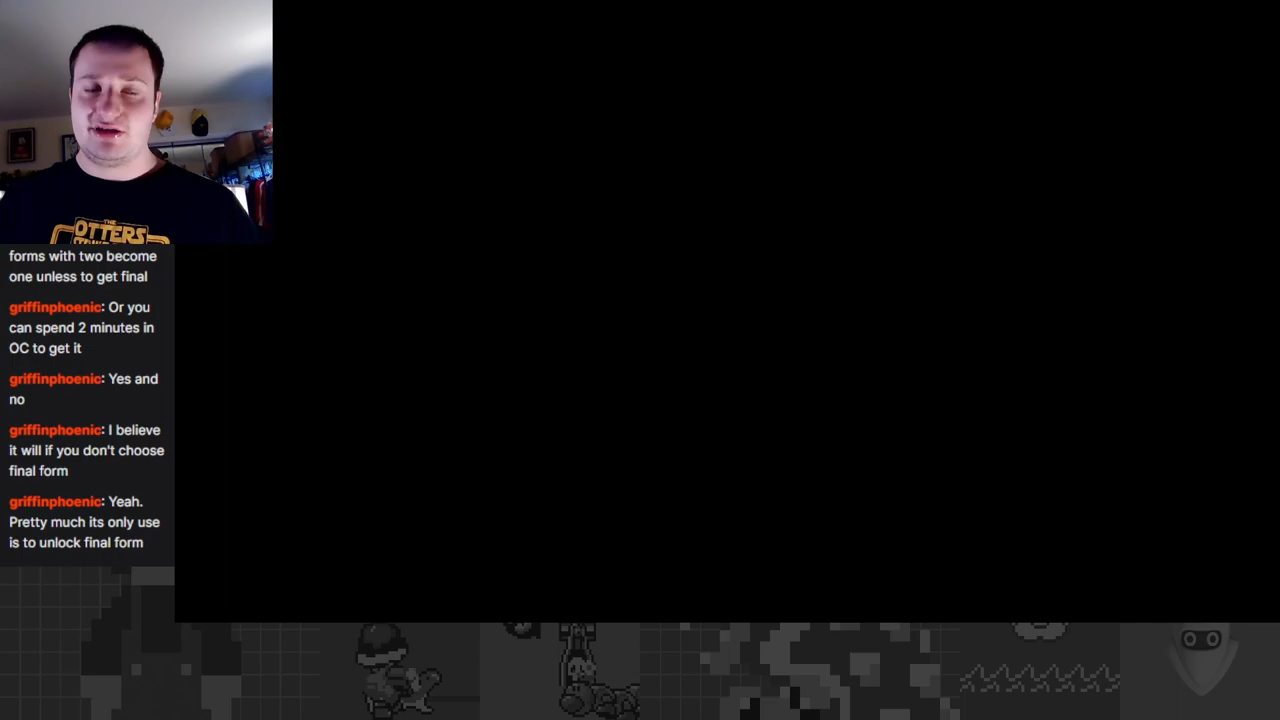 THE
OTTERS
forms with two become
one unless to get final
griffinphoenic: Or you
can spend 2 minutes in
OC to get it
griffinphoenic: Yes and
no
griffinphoenic: I believe
it will if you don't choose
final form
griffinphoenic: Yeah.
Pretty much its only use
is to unlock final form